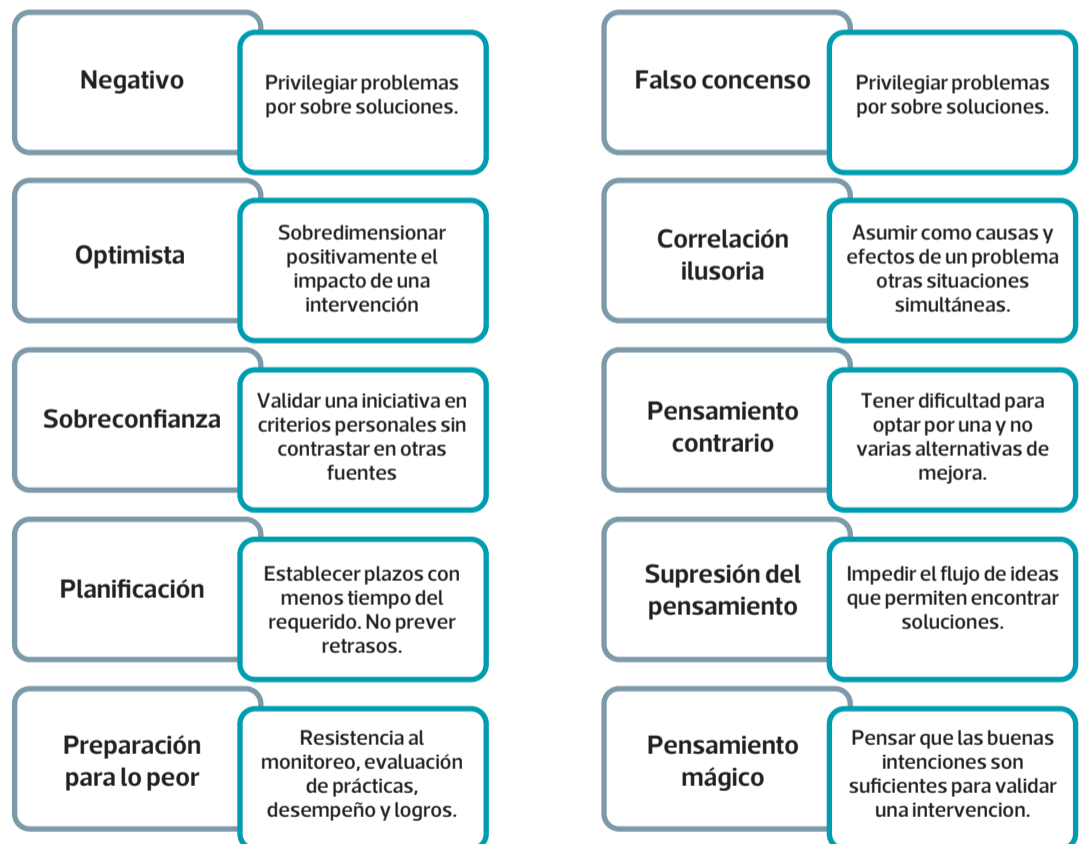 Negativo
Privilegiar problemas
por sobre soluciones.
Optimista
Sobredimensionar
positivamente el
impacto de una
intervención
Sobreconfianza
Validar una iniciativa en
criterios personales sin
contrastar en otras
fuentes
Planificación
Establecer plazos con
menos tiempo del
requerido. No prever
retrasos.
Preparación
para lo peor
Resistencia al
monitoreo, evaluación
de prácticas,
desempeño y logros.
Falso concenso
Privilegiar problemas
por sobre soluciones.
Correlación
ilusoria
Asumir como causas y
efectos de un problema
otras situaciones
simultáneas.
Pensamiento
contrario
Tener dificultad para
optar por una y no
varias alternativas de
mejora.
Supresión del
pensamiento
Impedir el flujo de ideas
que permiten encontrar
soluciones.
Pensamiento
mágico
Pensar que las buenas
intenciones son
suficientes para validar
una intervencion.